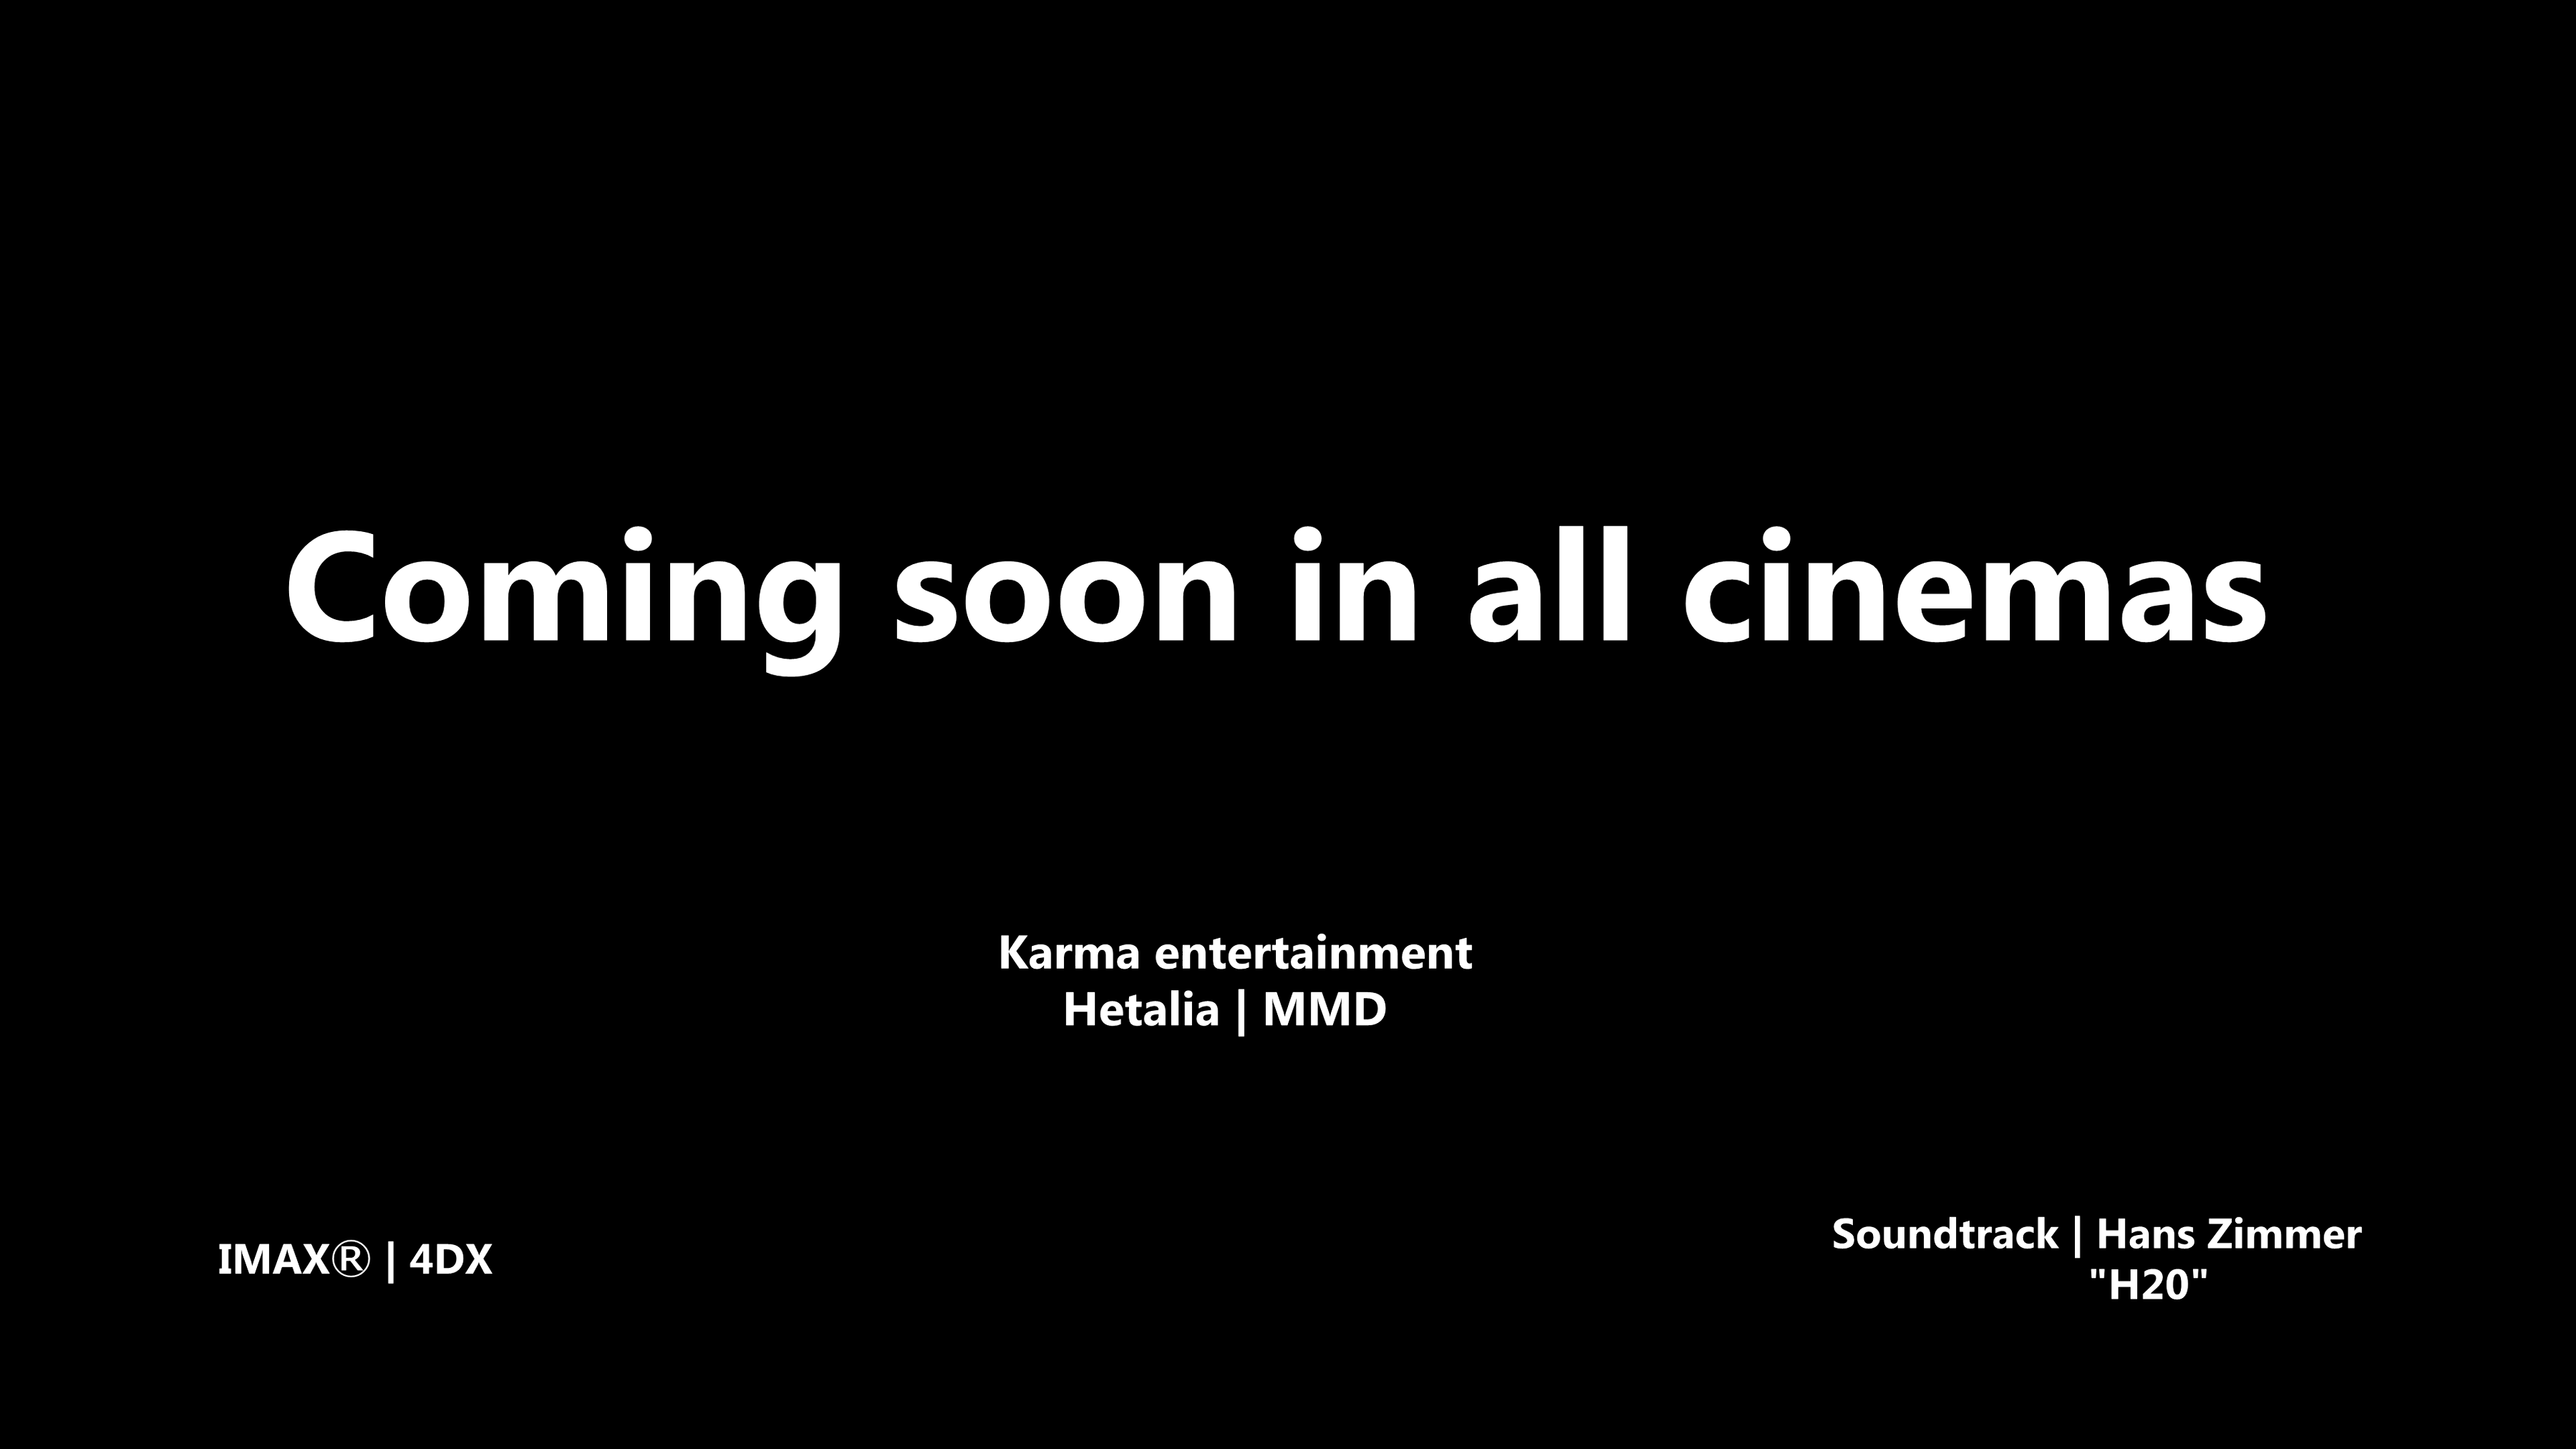 Coming soon in all cinemas
Karma entertainment
Hetalia | MMD
IMAX® | 4DX
Soundtrack | Hans Zimmer
"H20"